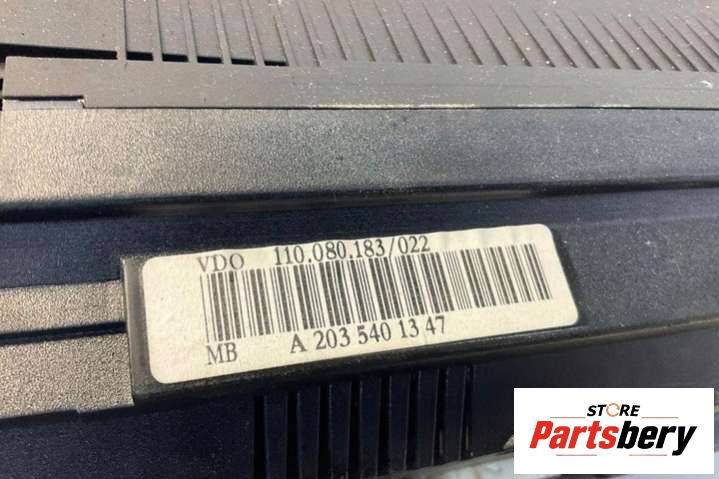 VDO 110.080.183/022
MB A 203 540 13 47
STORE
Partsbery